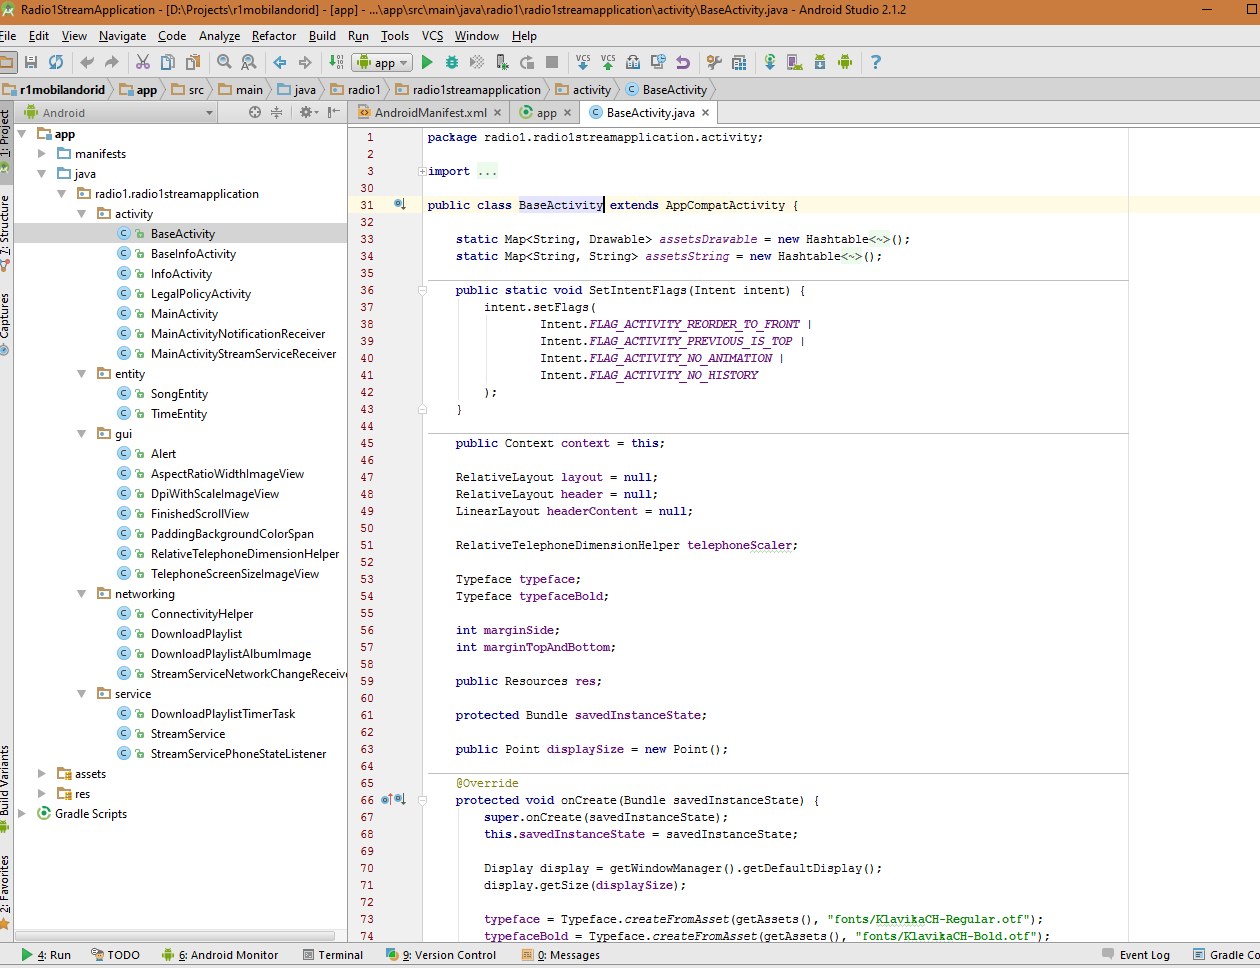 Radio1StreamApplication - [D:\Projects\r1mobilandorid] - [app] - ...\app\src\main\java\radio1\radio1streamapplication\activity\BaseActivity.java - Android Studio 2.1.2
File Edit View Navigate Code Analyze Refactor Build Run Tools VCS Window Help
app
VCS VCS
r1mobilandorid app src main java radio1 radio1streamapplication activity BaseActivity
Android
AndroidManifest.xml app BaseActivity.java
1: Project
7: Structure
Captures
Build Variants
2: Favorites
app
manifests
java
radio1.radio1streamapplication
activity
BaseActivity
BaseInfoActivity
InfoActivity
LegalPolicyActivity
MainActivity
MainActivityNotificationReceiver
MainActivityStreamServiceReceiver
entity
SongEntity
TimeEntity
gui
Alert
AspectRatioWidthImageView
DpiWithScaleImageView
FinishedScrollView
PaddingBackgroundColorSpan
RelativeTelephoneDimensionHelper
TelephoneScreenSizeImageView
networking
ConnectivityHelper
DownloadPlaylist
DownloadPlaylistAlbumImage
StreamServiceNetworkChangeReceive
service
DownloadPlaylistTimerTask
StreamService
StreamServicePhoneStateListener
assets
res
Gradle Scripts
1 package radio1.radio1streamapplication.activity;
2
3 import ...
30
31 public class BaseActivity extends AppCompatActivity {
32
33 static Map<String, Drawable> assetsDrawable = new Hashtable<~>();
34 static Map<String, String> assetsString = new Hashtable<~>();
35
36 public static void SetIntentFlags(Intent intent) {
37 intent.setFlags(
38 Intent.FLAG_ACTIVITY_REORDER_TO_FRONT |
39 Intent.FLAG_ACTIVITY_PREVIOUS_IS_TOP |
40 Intent.FLAG_ACTIVITY_NO_ANIMATION |
41 Intent.FLAG_ACTIVITY_NO_HISTORY
42 );
43 }
44
45 public Context context = this;
46
47 RelativeLayout layout = null;
48 RelativeLayout header = null;
49 LinearLayout headerContent = null;
50
51 RelativeTelephoneDimensionHelper telephoneScaler;
52
53 Typeface typeface;
54 Typeface typefaceBold;
55
56 int marginSide;
57 int marginTopAndBottom;
58
59 public Resources res;
60
61 protected Bundle savedInstanceState;
62
63 public Point displaySize = new Point();
64
65 @Override
66 protected void onCreate(Bundle savedInstanceState) {
67 super.onCreate(savedInstanceState);
68 this.savedInstanceState = savedInstanceState;
69
70 Display display = getWindowManager().getDefaultDisplay();
71 display.getSize(displaySize);
72
73 typeface = Typeface.createFromAsset(getAssets(), "fonts/KlavikaCH-Regular.otf");
74 typefaceBold = Typeface.createFromAsset(getAssets(), "fonts/KlavikaCH-Bold.otf");
4: Run TODO 6: Android Monitor Terminal 9: Version Control 0: Messages Event Log Gradle Co